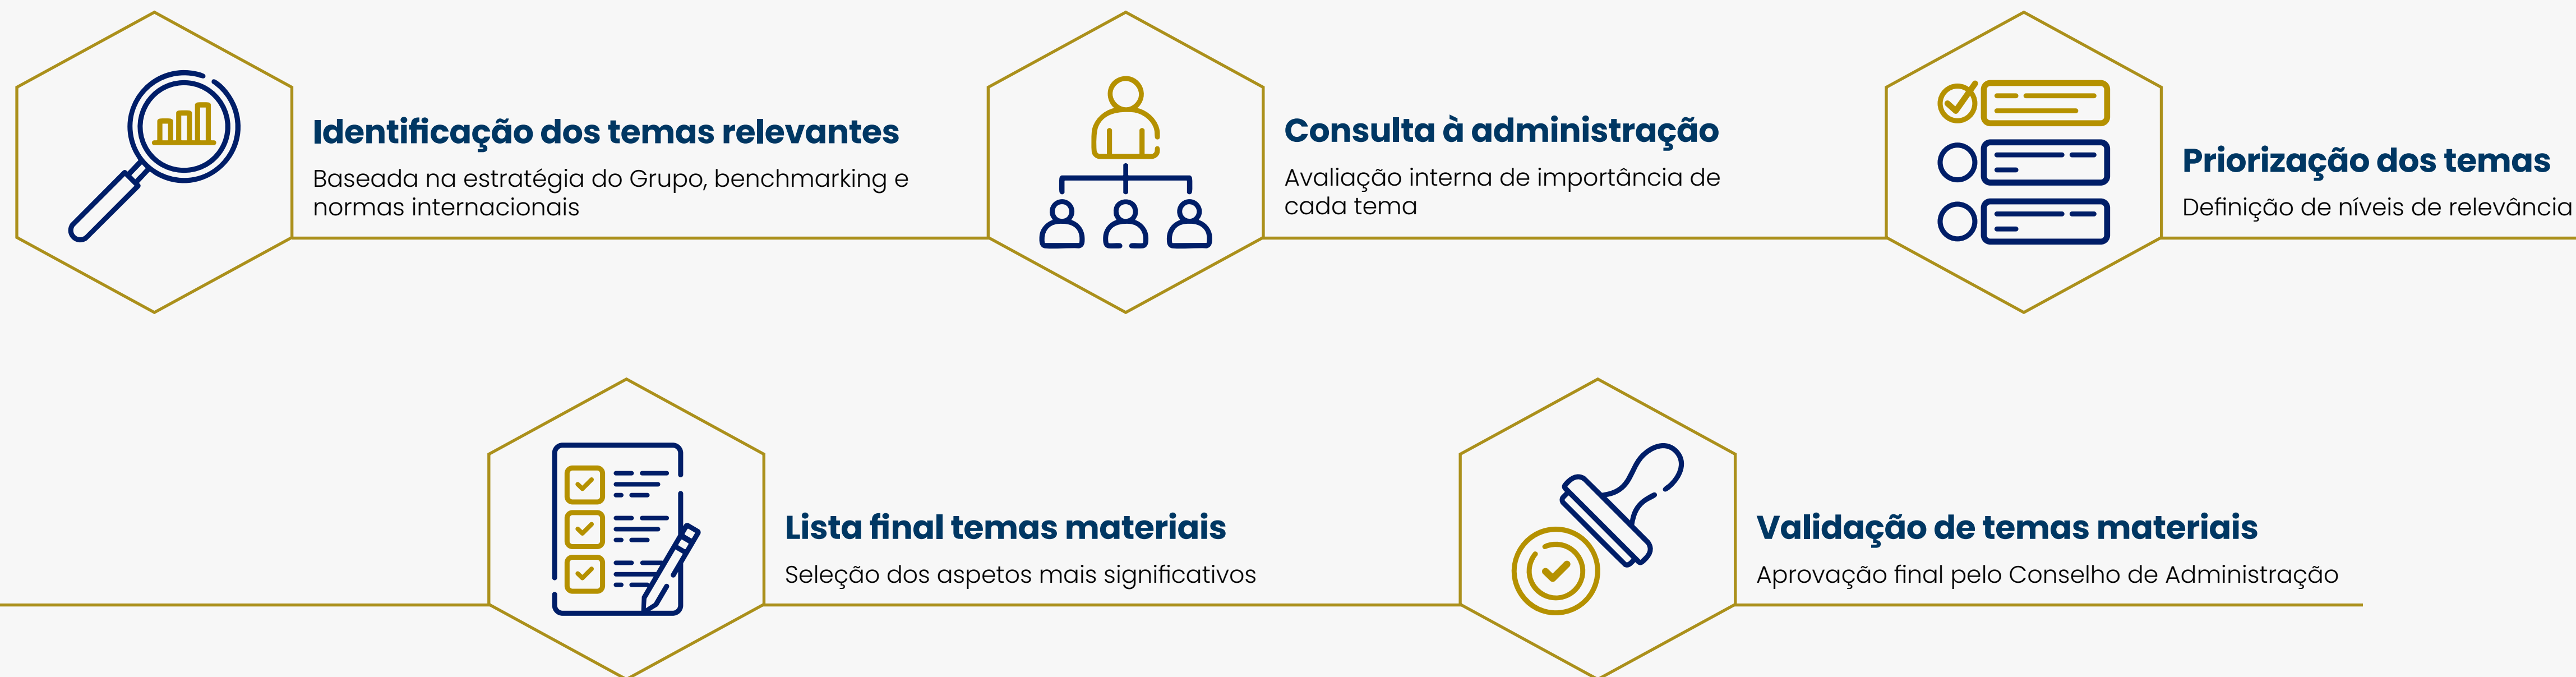 Identificação dos temas relevantes
Baseada na estratégia do Grupo, benchmarking e
normas internacionais
Consulta à administração
Avaliação interna de importância de
cada tema
Priorização dos temas
Definição de níveis de relevância
Lista final temas materiais
Seleção dos aspetos mais significativos
Validação de temas materiais
Aprovação final pelo Conselho de Administração